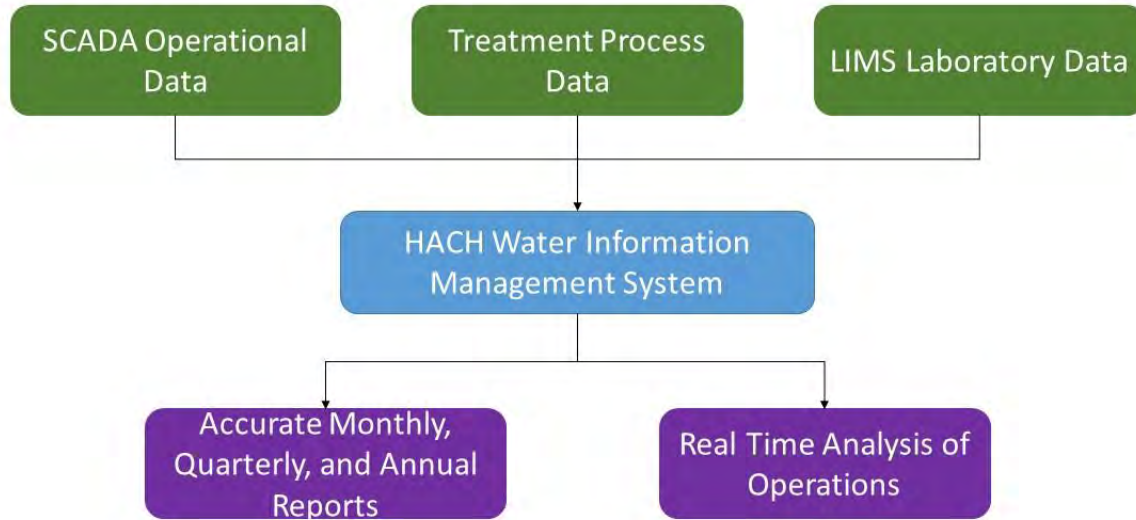 SCADA Operational
Data
Treatment Process
Data
LIMS Laboratory Data
HACH Water Information
Management System
Accurate Monthly,
Quarterly, and Annual
Reports
Real Time Analysis of
Operations